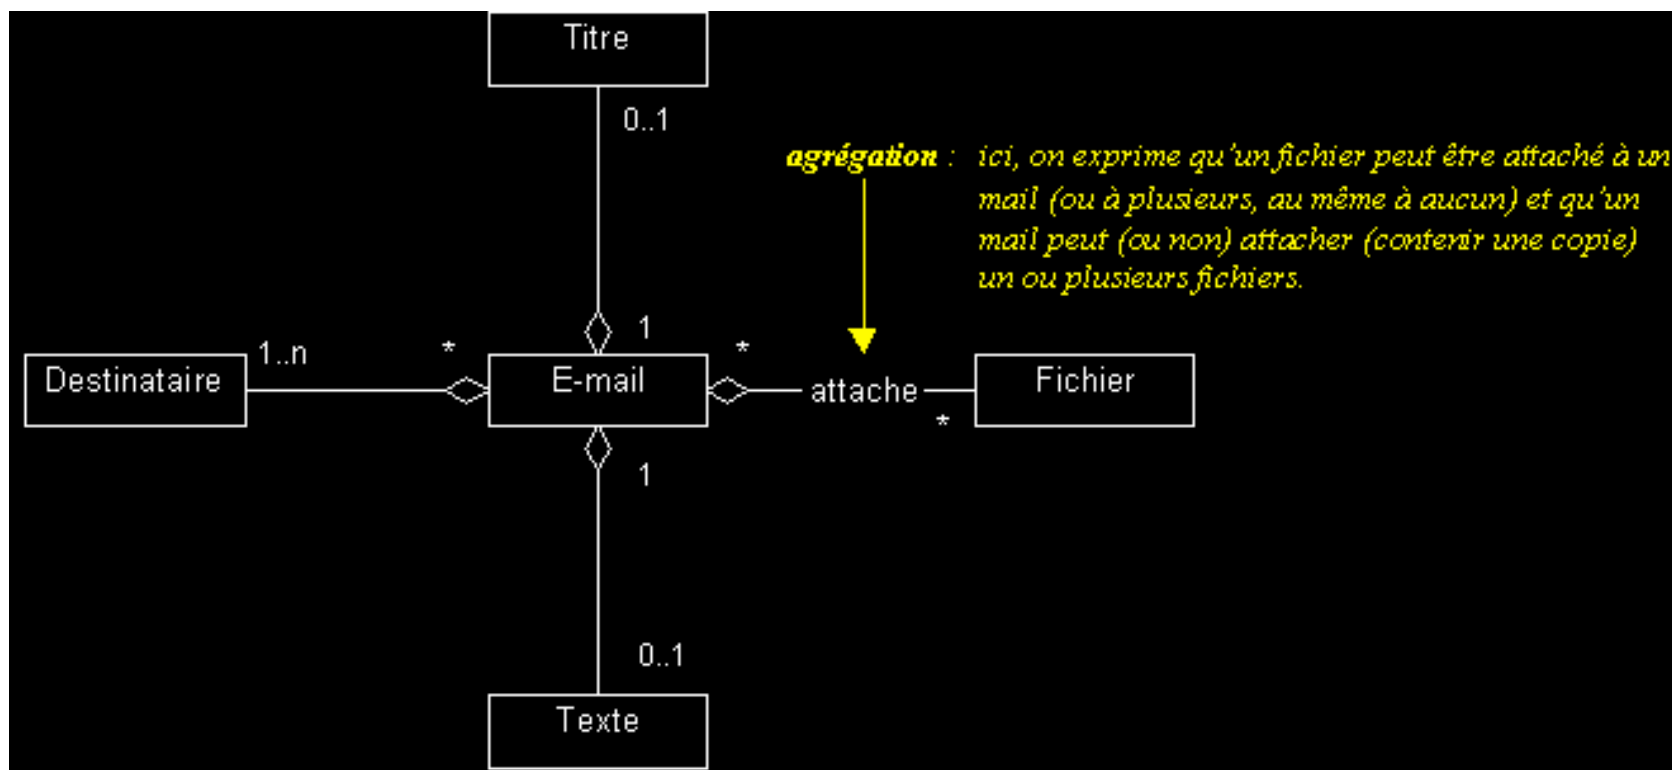 Titre
0..1
agrégation : ici, on exprime qu'un fichier peut être attaché à un
mail (ou à plusieurs, au même à aucun) et qu'un
mail peut (ou non) attacher (contenir une copie)
un ou plusieurs fichiers.
1
1..n
*
*
Destinataire
E-mail
attache
Fichier
*
1
0..1
Texte